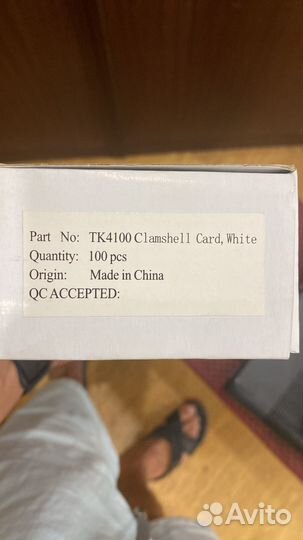 Part No: TK4100 Clamshell Card, White
Quantity: 100 pcs
Origin: Made in China
QC ACCEPTED:
Avito